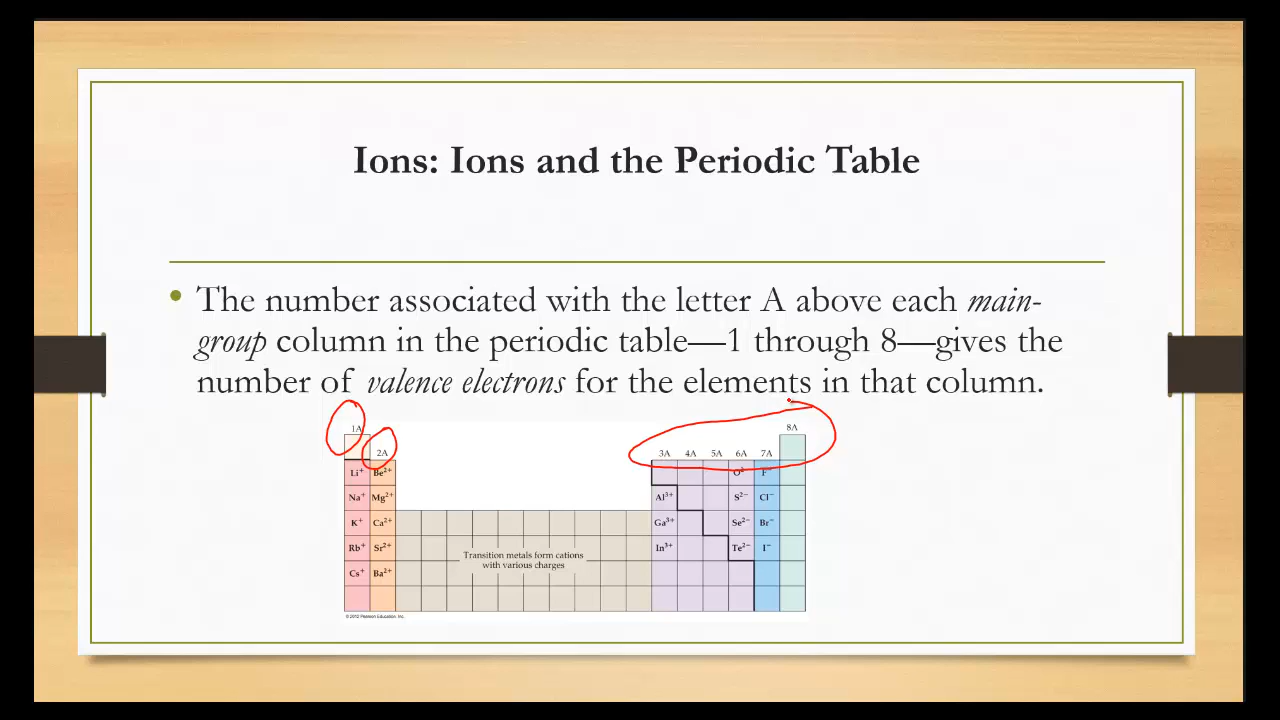 Ions: Ions and the Periodic Table
• The number associated with the letter A above each main-
group column in the periodic table—1 through 8—gives the
number of valence electrons for the elements in that column.
1A 8A
2A 3A 4A 5A 6A 7A
Li⁺ Be²⁺ O²⁻ F⁻
Na⁺ Mg²⁺ Al³⁺ S²⁻ Cl⁻
K⁺ Ca²⁺ Ga³⁺ Se²⁻ Br⁻
Rb⁺ Sr²⁺ In³⁺ Te²⁻ I⁻
Transition metals form cations
with various charges
Cs⁺ Ba²⁺
© 2012 Pearson Education, Inc.